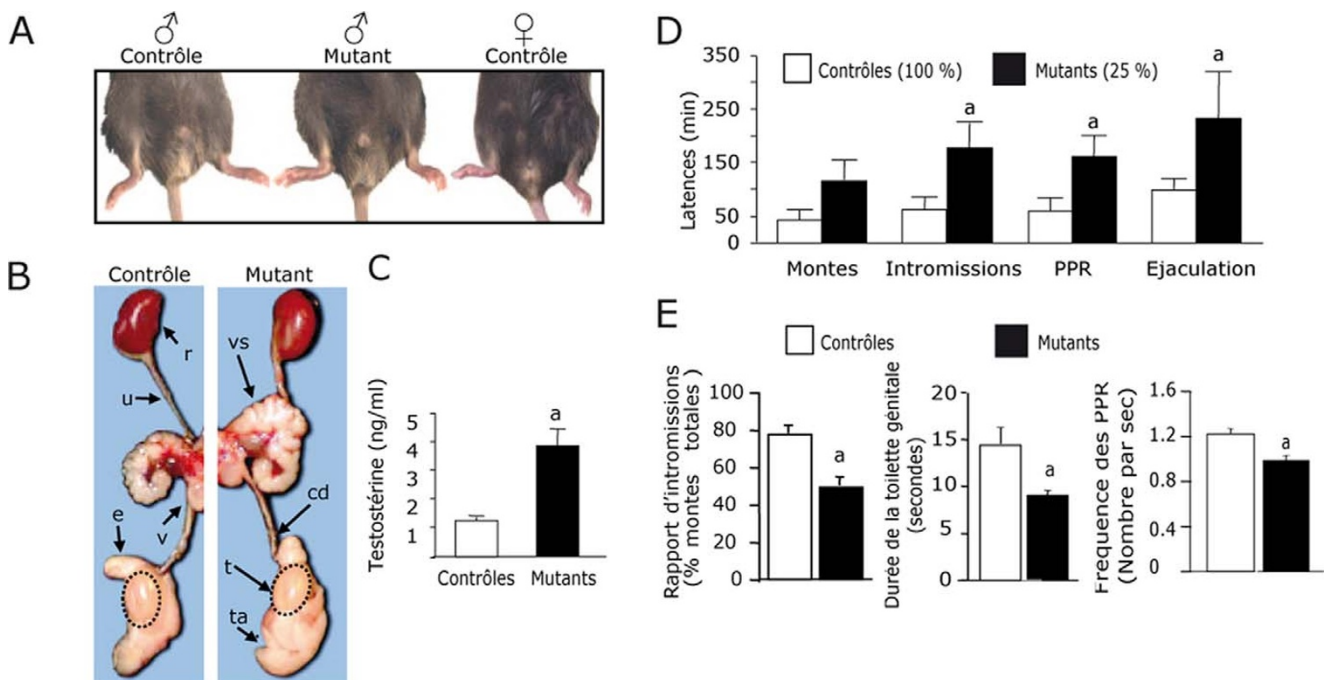 A
♂
Contrôle
♂
Mutant
♀
Contrôle
B
Contrôle
Mutant
r
vs
u
cd
e
v
t
ta
C
Testostérine (ng/ml)
5
4
3
2
1
a
Contrôles
Mutants
D
Latences (min)
350
250
150
50
0
Contrôles (100 %)
Mutants (25 %)
a
a
a
Montes
Intromissions
PPR
Ejaculation
E
Contrôles
Mutants
Rapport d'intromissions
(% montes totales )
100
80
60
40
20
0
a
Durée de la toilette génitale
(secondes)
20
15
10
5
0
a
Frequence des PPR
(Nombre par sec)
1.6
1.2
0.8
0.4
0
a